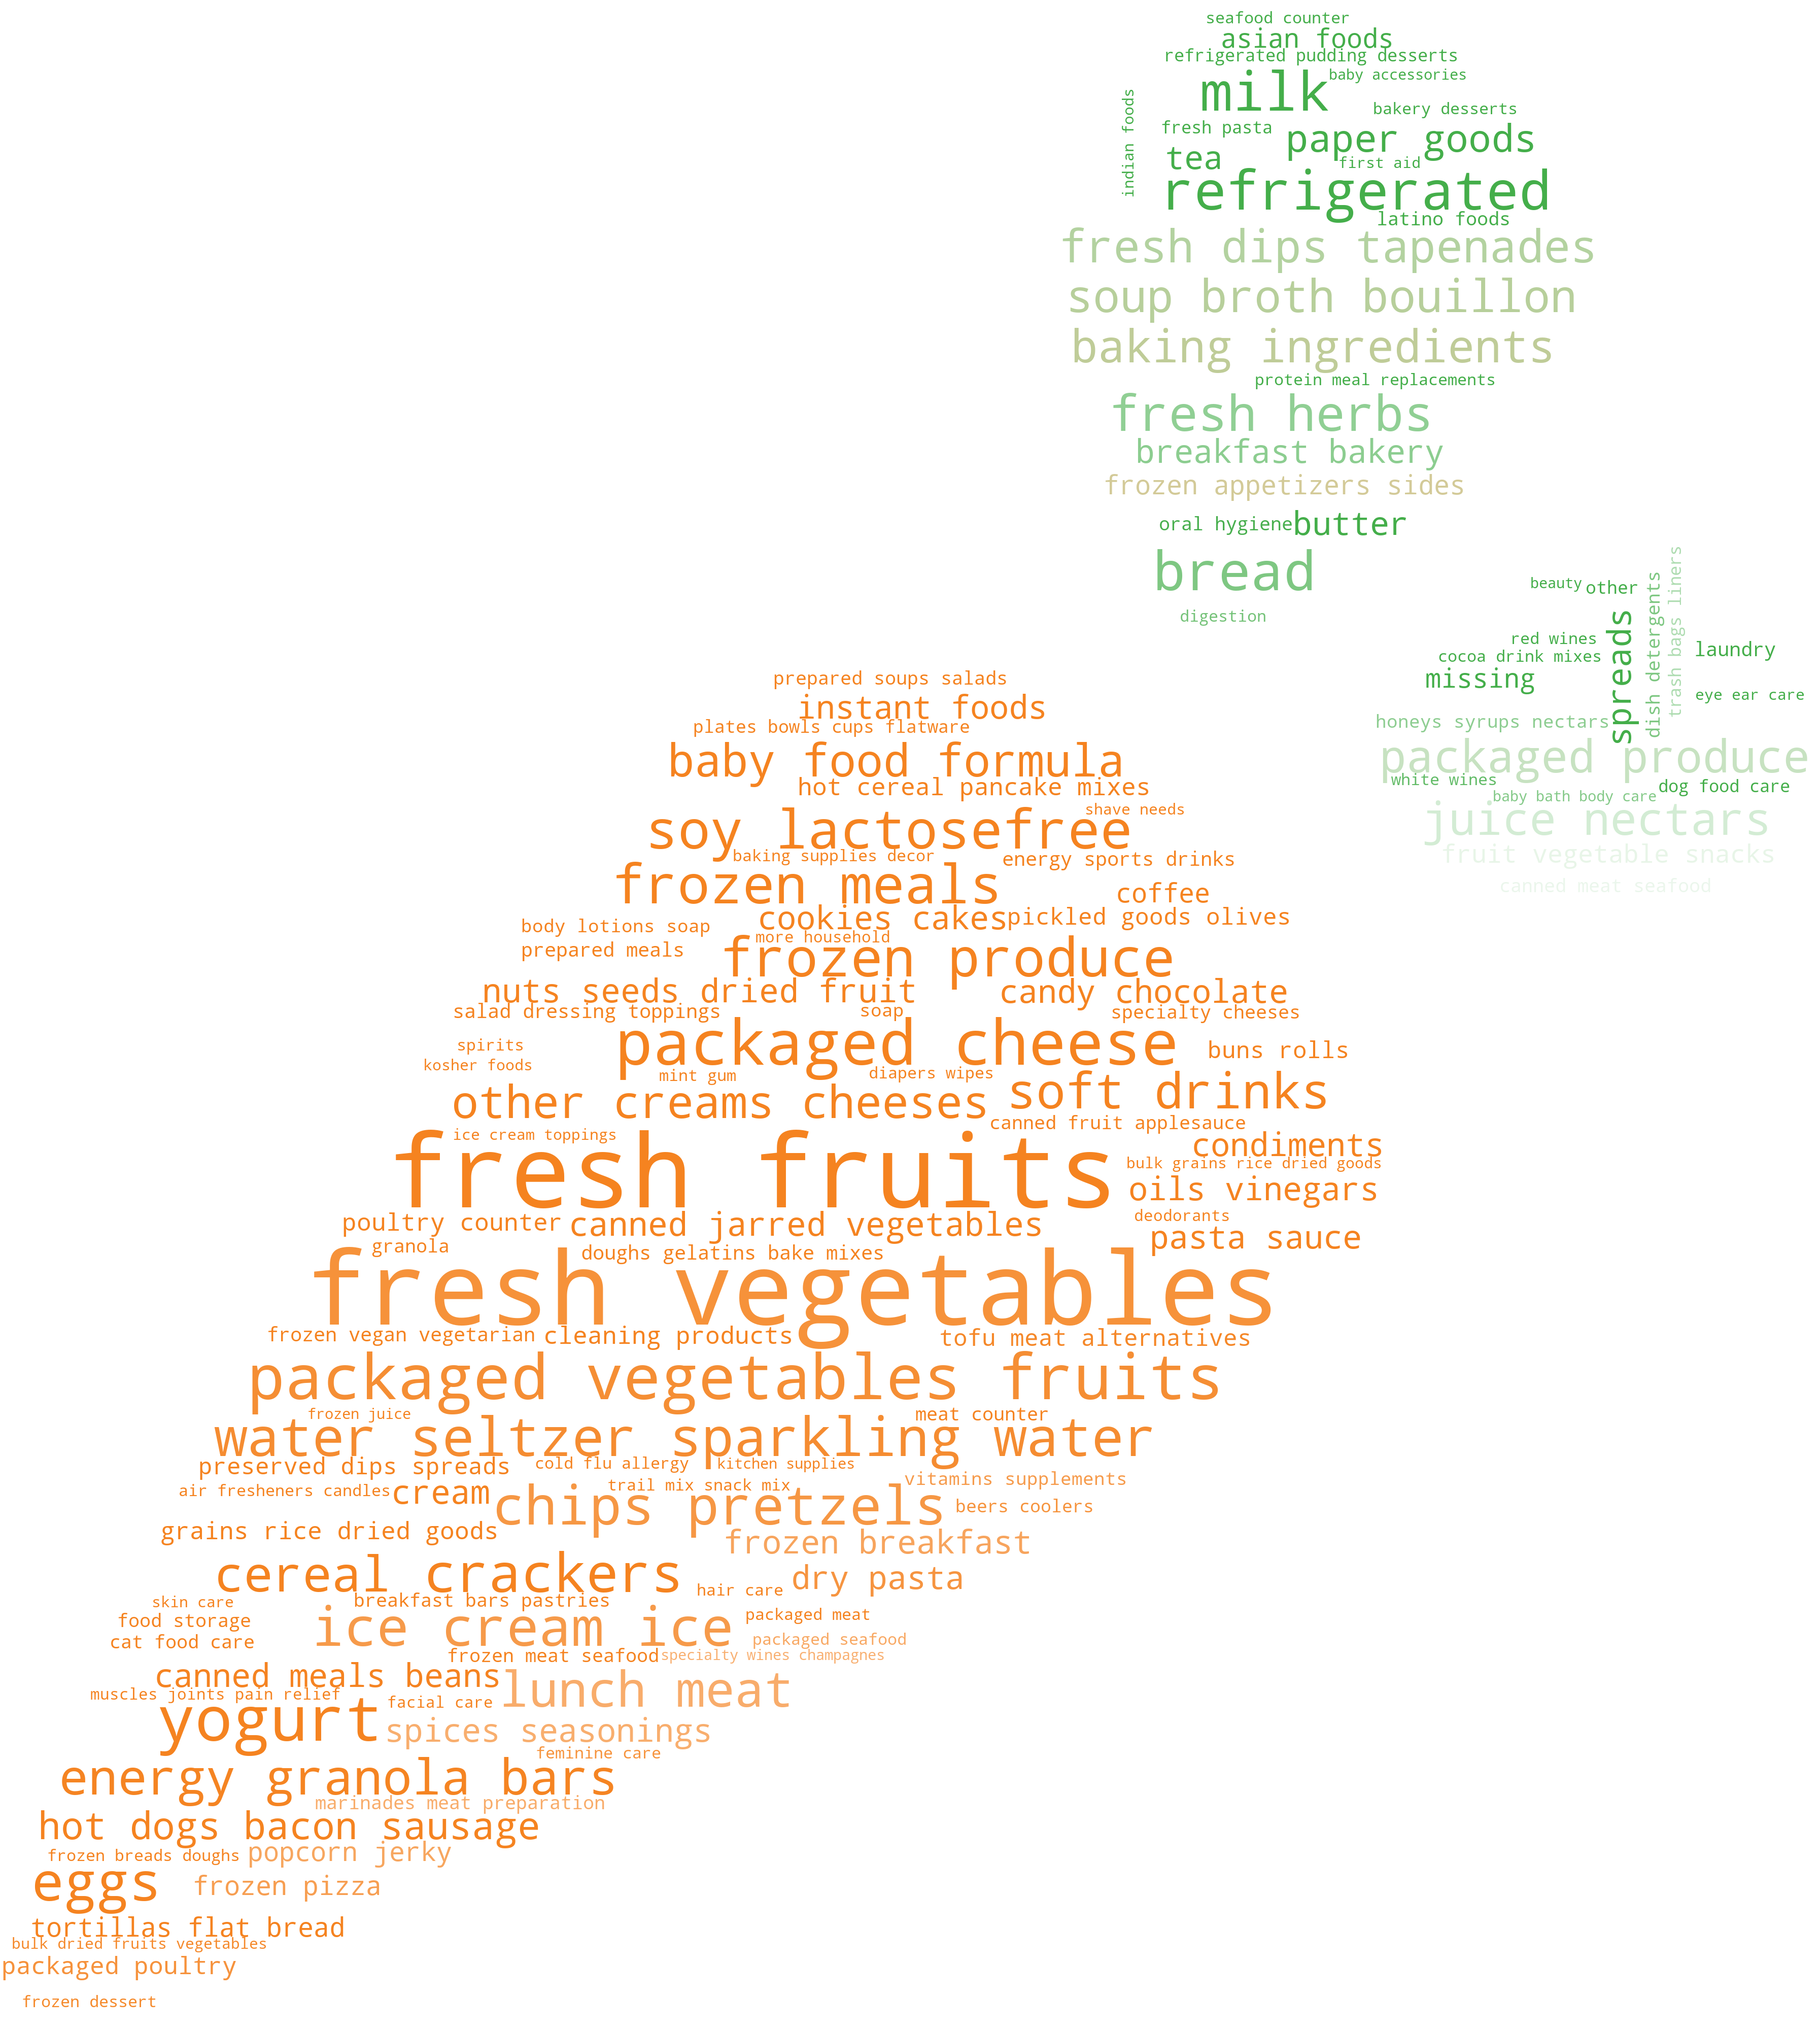 seafood counter
asian foods
refrigerated pudding desserts
milk
baby accessories
indian foods
bakery desserts
fresh pasta
paper goods
tea
first aid
refrigerated
latino foods
fresh dips tapenades
soup broth bouillon
baking ingredients
protein meal replacements
fresh herbs
breakfast bakery
frozen appetizers sides
oral hygiene
butter
bread
digestion
beauty
other
spreads
dish detergents
trash bags liners
red wines
cocoa drink mixes
laundry
missing
eye ear care
honeys syrups nectars
packaged produce
white wines
dog food care
baby bath body care
juice nectars
fruit vegetable snacks
canned meat seafood
prepared soups salads
instant foods
plates bowls cups flatware
baby food formula
hot cereal pancake mixes
shave needs
soy lactosefree
baking supplies decor
energy sports drinks
frozen meals
coffee
cookies cakes
pickled goods olives
body lotions soap
more household
prepared meals
frozen produce
nuts seeds dried fruit
candy chocolate
salad dressing toppings
soap
specialty cheeses
packaged cheese
spirits
buns rolls
kosher foods
mint gum
diapers wipes
soft drinks
other creams cheeses
canned fruit applesauce
ice cream toppings
condiments
fresh fruits
bulk grains rice dried goods
oils vinegars
deodorants
poultry counter
canned jarred vegetables
pasta sauce
granola
doughs gelatins bake mixes
fresh vegetables
frozen vegan vegetarian
cleaning products
tofu meat alternatives
packaged vegetables fruits
frozen juice
meat counter
water seltzer sparkling water
preserved dips spreads
cold flu allergy
kitchen supplies
vitamins supplements
trail mix snack mix
air fresheners candles
cream
chips pretzels
beers coolers
grains rice dried goods
frozen breakfast
cereal
crackers
dry pasta
hair care
skin care
breakfast bars pastries
packaged meat
food storage
ice cream ice
cat food care
packaged seafood
frozen meat seafood
specialty wines champagnes
canned meals beans
lunch meat
muscles joints pain relief
facial care
yogurt
spices seasonings
feminine care
energy granola bars
marinades meat preparation
hot dogs bacon sausage
frozen breads doughs
popcorn jerky
eggs
frozen pizza
tortillas flat bread
bulk dried fruits vegetables
packaged poultry
frozen dessert